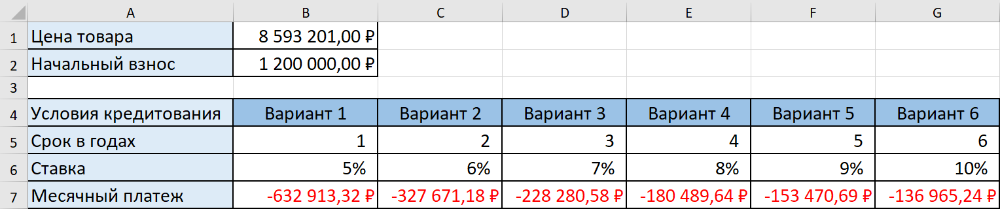 A B C D E F G
1 Цена товара 8 593 201,00 ₽
2 Начальный взнос 1 200 000,00 ₽
3
4 Условия кредитования Вариант 1 Вариант 2 Вариант 3 Вариант 4 Вариант 5 Вариант 6
5 Срок в годах 1 2 3 4 5 6
6 Ставка 5% 6% 7% 8% 9% 10%
7 Месячный платеж -632 913,32 ₽ -327 671,18 ₽ -228 280,58 ₽ -180 489,64 ₽ -153 470,69 ₽ -136 965,24 ₽